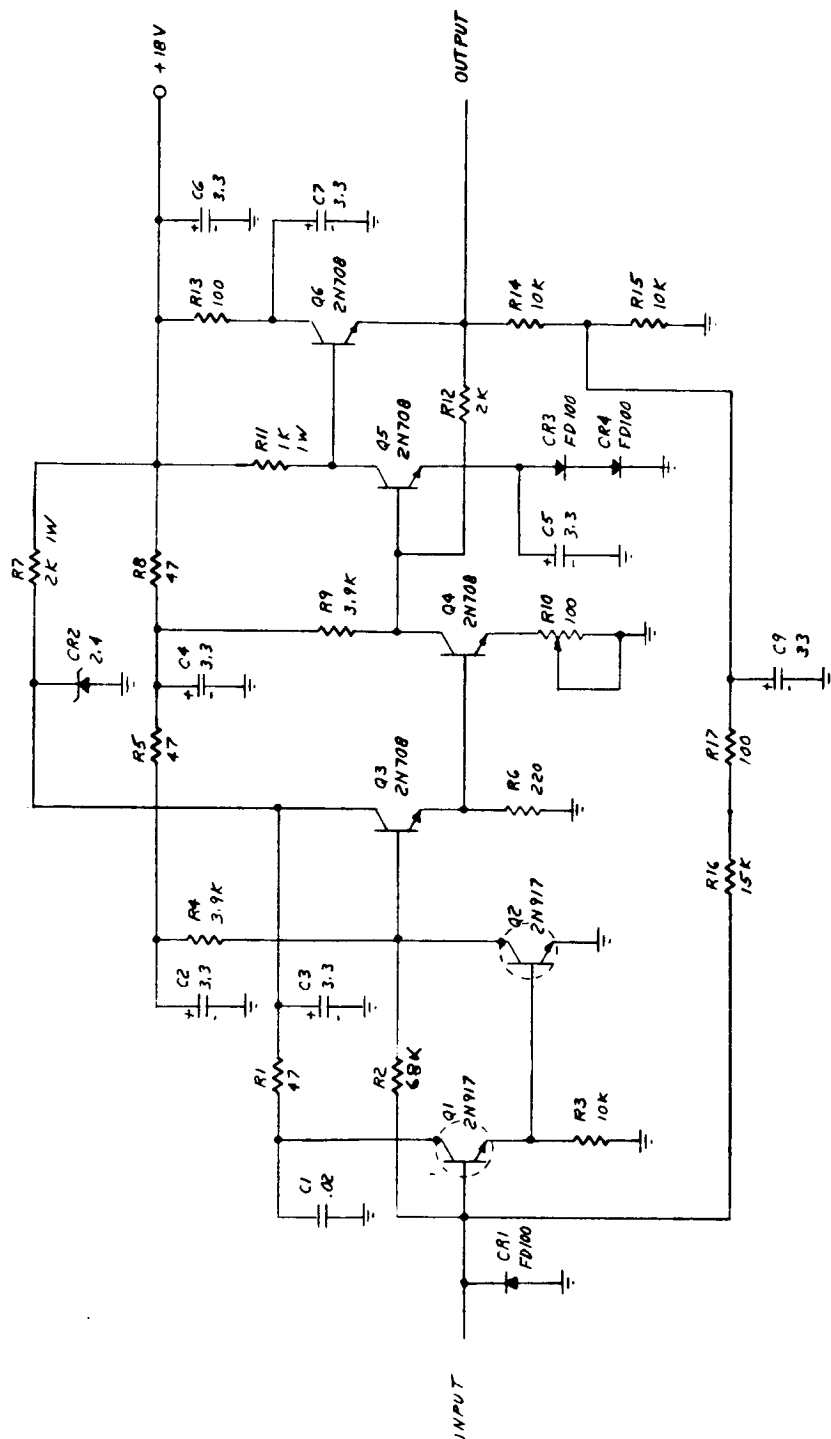 INPUT
CR1
FD100
C1
.02
R1
47
R2
68K
Q1
2N917
R3
10K
C2
3.3
C3
3.3
R4
3.9K
Q2
2N917
Q3
2N708
R6
220
R16
15K
R17
100
C9
33
R5
47
CR2
2.4
C4
3.3
R7
2K 1W
R8
47
R9
3.9K
Q4
2N708
R10
100
C5
3.3
R11
1K
1W
Q5
2N708
CR3
FD100
CR4
FD100
R12
2K
R13
100
Q6
2N708
C6
3.3
C7
3.3
R14
10K
R15
10K
+18V
OUTPUT
+
-
+
-
+
-
+
-
+
-
+
-
+
-